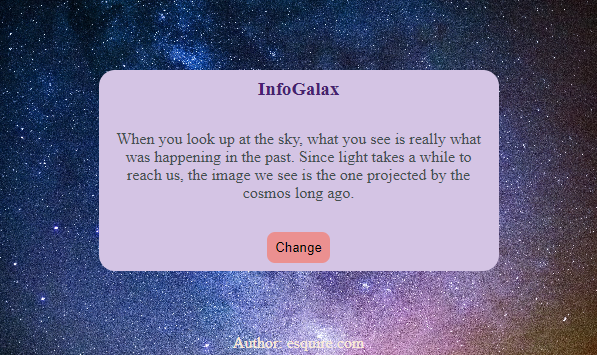 InfoGalax
When you look up at the sky, what you see is really what
was happening in the past. Since light takes a while to
reach us, the image we see is the one projected by the
cosmos long ago.
Change
Author_esquire.com